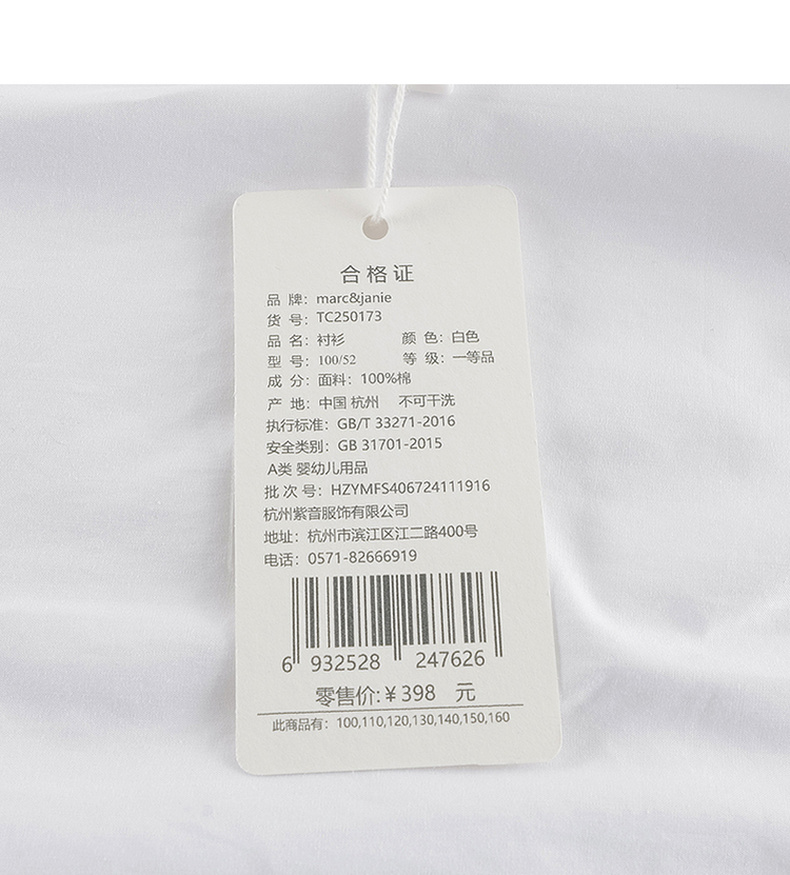 合格证
品 牌：marc&janie
货 号：TC250173
品 名：衬衫 颜 色：白色
型 号：100/52 等 级：一等品
成 分：面料：100%棉
产 地：中国 杭州 不可干洗
执行标准：GB/T 33271-2016
安全类别：GB 31701-2015
A类 婴幼儿用品
批 次 号：HZYMFS406724111916
杭州紫音服饰有限公司
地址：杭州市滨江区江二路400号
电话：0571-82666919
6 932528 247626
零售价:￥398 元
此商品有：100,110,120,130,140,150,160